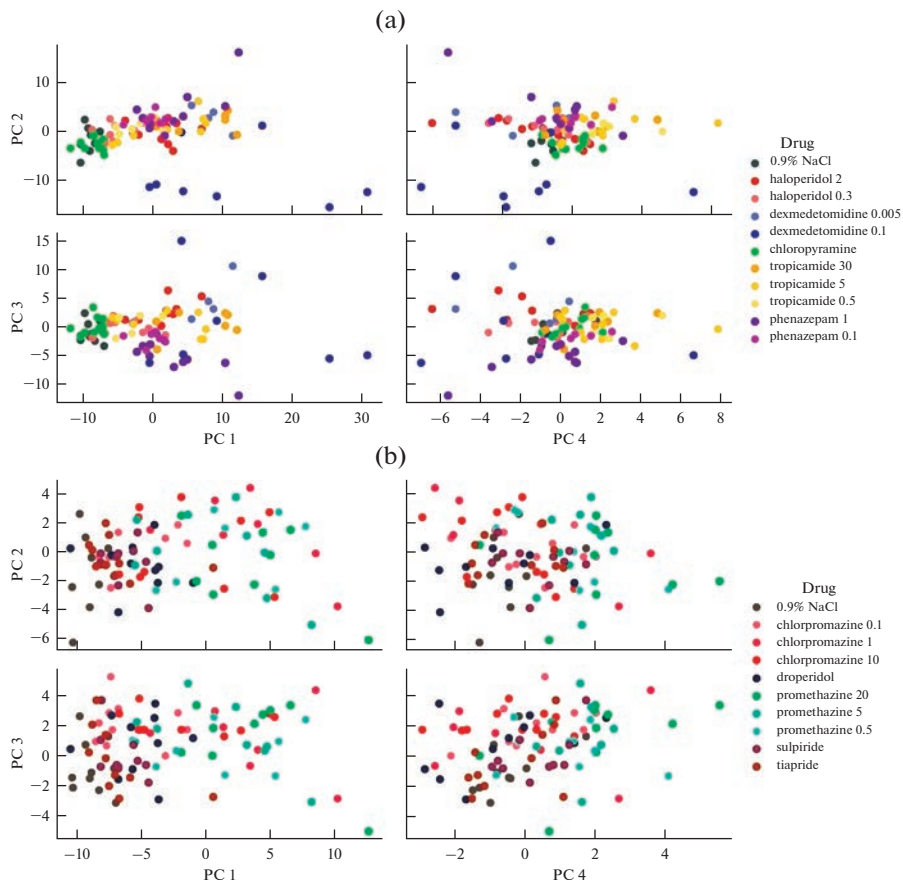 (a)
10
0
−10
PC 2
15
10
5
0
−5
−10
PC 3
−10
0
10
20
30
PC 1
−6
−4
−2
0
2
4
6
8
PC 4
Drug
0.9% NaCl
haloperidol 2
haloperidol 0.3
dexmedetomidine 0.005
dexmedetomidine 0.1
chloropyramine
tropicamide 30
tropicamide 5
tropicamide 0.5
phenazepam 1
phenazepam 0.1
(b)
4
2
0
−2
−4
−6
PC 2
4
2
0
−2
−4
PC 3
−10
−5
0
5
10
PC 1
−2
0
2
4
PC 4
Drug
0.9% NaCl
chlorpromazine 0.1
chlorpromazine 1
chlorpromazine 10
droperidol
promethazine 20
promethazine 5
promethazine 0.5
sulpiride
tiapride